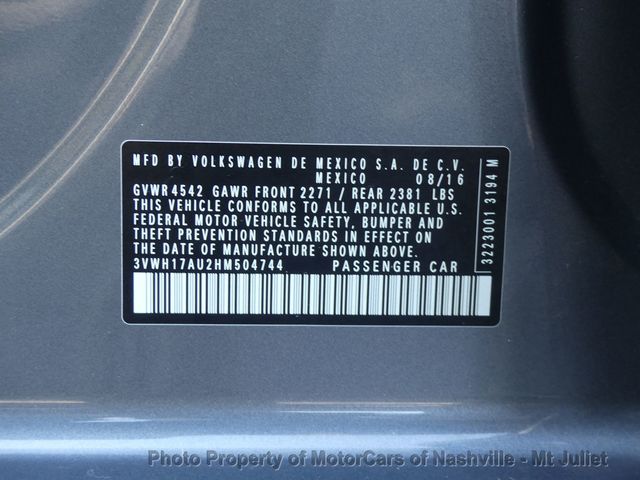 MFD BY VOLKSWAGEN DE MEXICO S.A. DE C.V.
MEXICO 08/16
GVWR 4542 GAWR FRONT 2271 / REAR 2381 LBS
THIS VEHICLE CONFORMS TO ALL APPLICABLE U.S.
FEDERAL MOTOR VEHICLE SAFETY, BUMPER AND
THEFT PREVENTION STANDARDS IN EFFECT ON
THE DATE OF MANUFACTURE SHOWN ABOVE.
3VWH17AU2HM504744 PASSENGER CAR
3223001 3194 M
Photo Property of MotorCars of Nashville - Mt Juliet